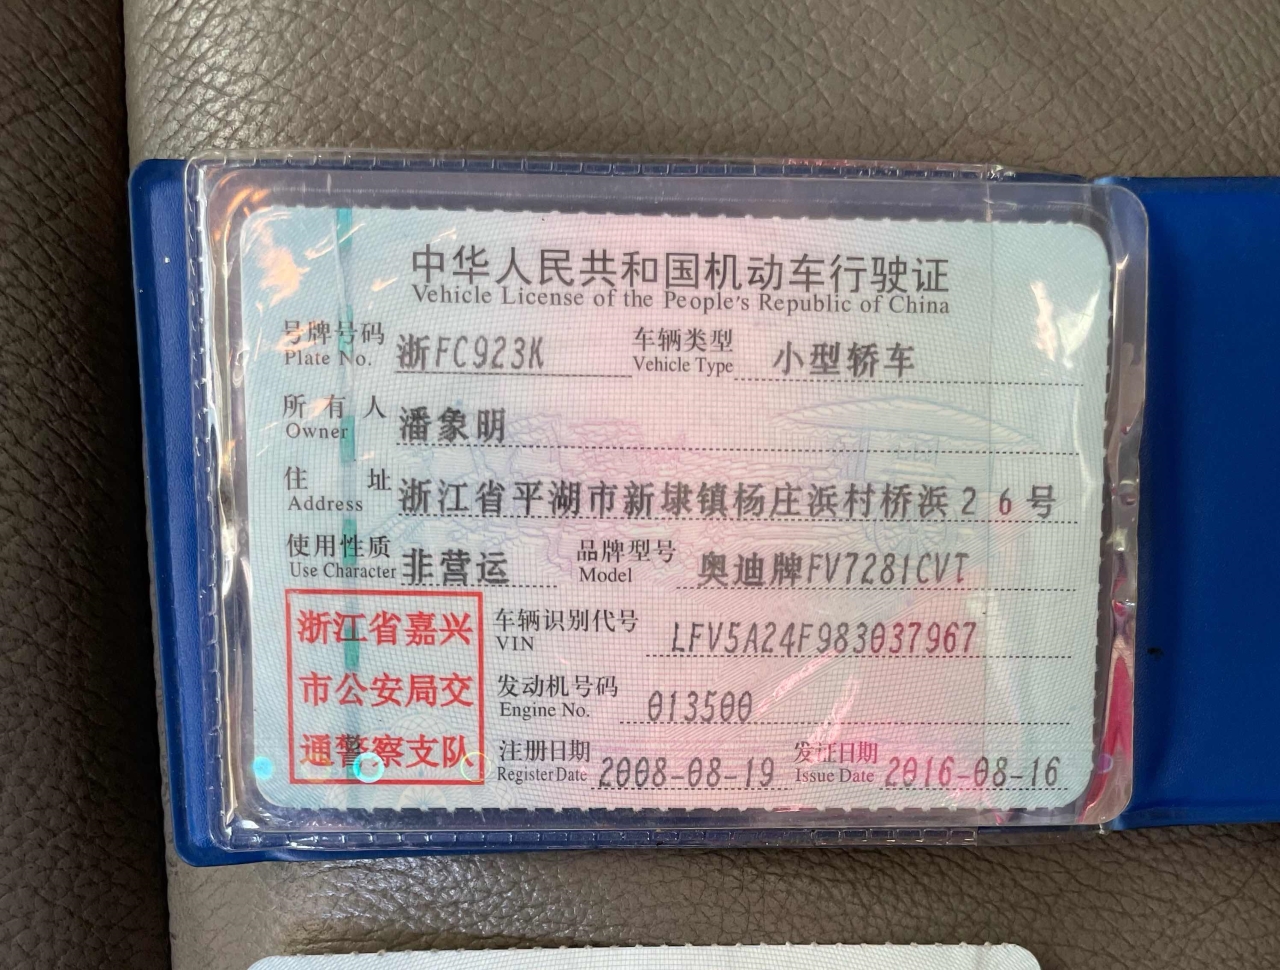 中华人民共和国机动车行驶证
Vehicle License of the People's Republic of China
号牌号码 浙FC923K 车辆类型 小型轿车
Plate No. Vehicle Type
所有人 潘象明
Owner
住址 浙江省平湖市新埭镇杨庄浜村桥浜26号
Address
使用性质 非营运 品牌型号 奥迪牌FV7281CVT
Use Character Model
浙江省嘉兴
市公安局交
通警察支队
车辆识别代号 LFV5A24F983037967
VIN
发动机号码 013500
Engine No.
注册日期 2008-08-19 发证日期 2016-08-16
Register Date Issue Date